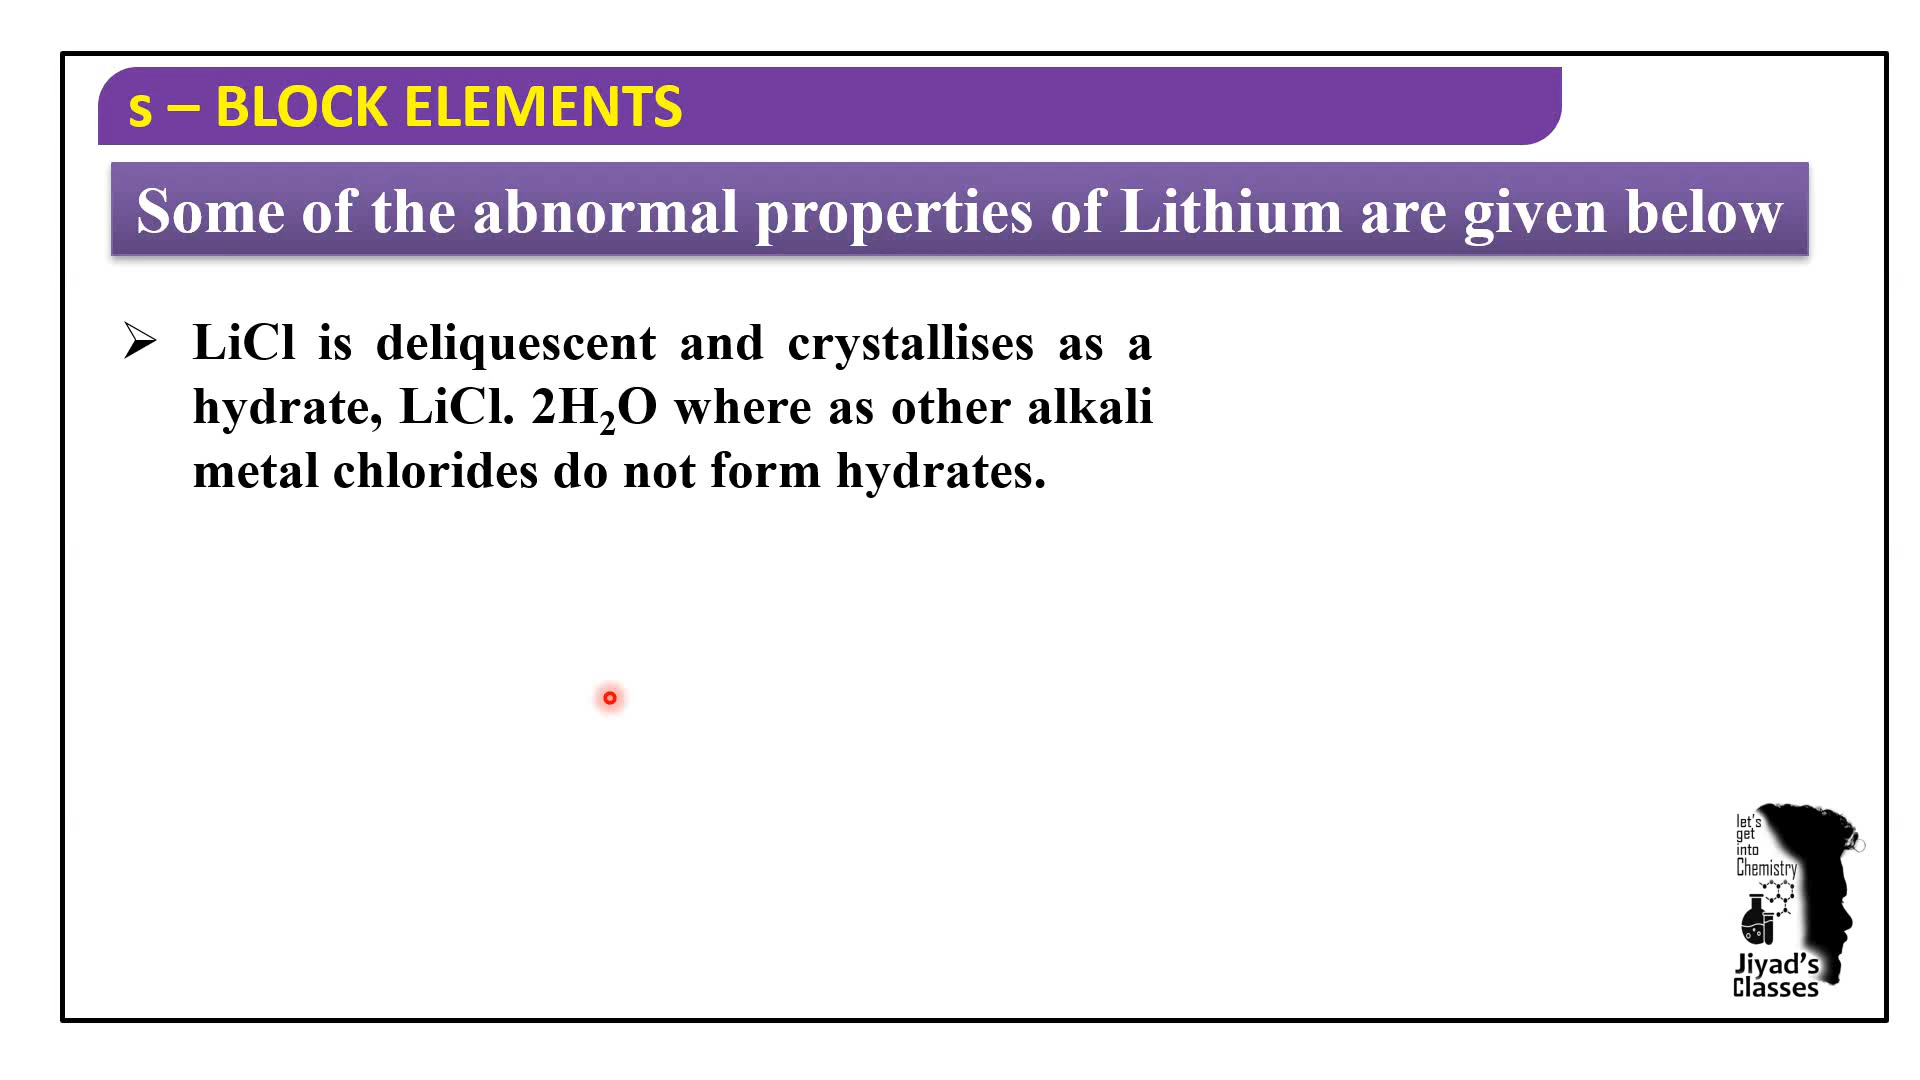 s – BLOCK ELEMENTS
Some of the abnormal properties of Lithium are given below
➢ LiCl is deliquescent and crystallises as a
hydrate, LiCl. 2H₂O where as other alkali
metal chlorides do not form hydrates.
let's
get
into
Chemistry
Jiyad's
Classes